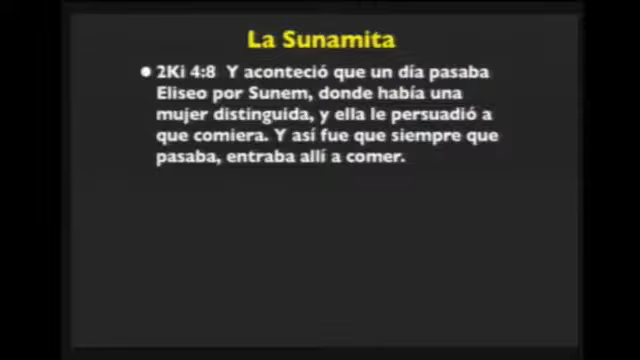 La Sunamita
• 2Ki 4:8 Y aconteció que un día pasaba
Eliseo por Sunem, donde había una
mujer distinguida, y ella le persuadió a
que comiera. Y así fue que siempre que
pasaba, entraba allí a comer.